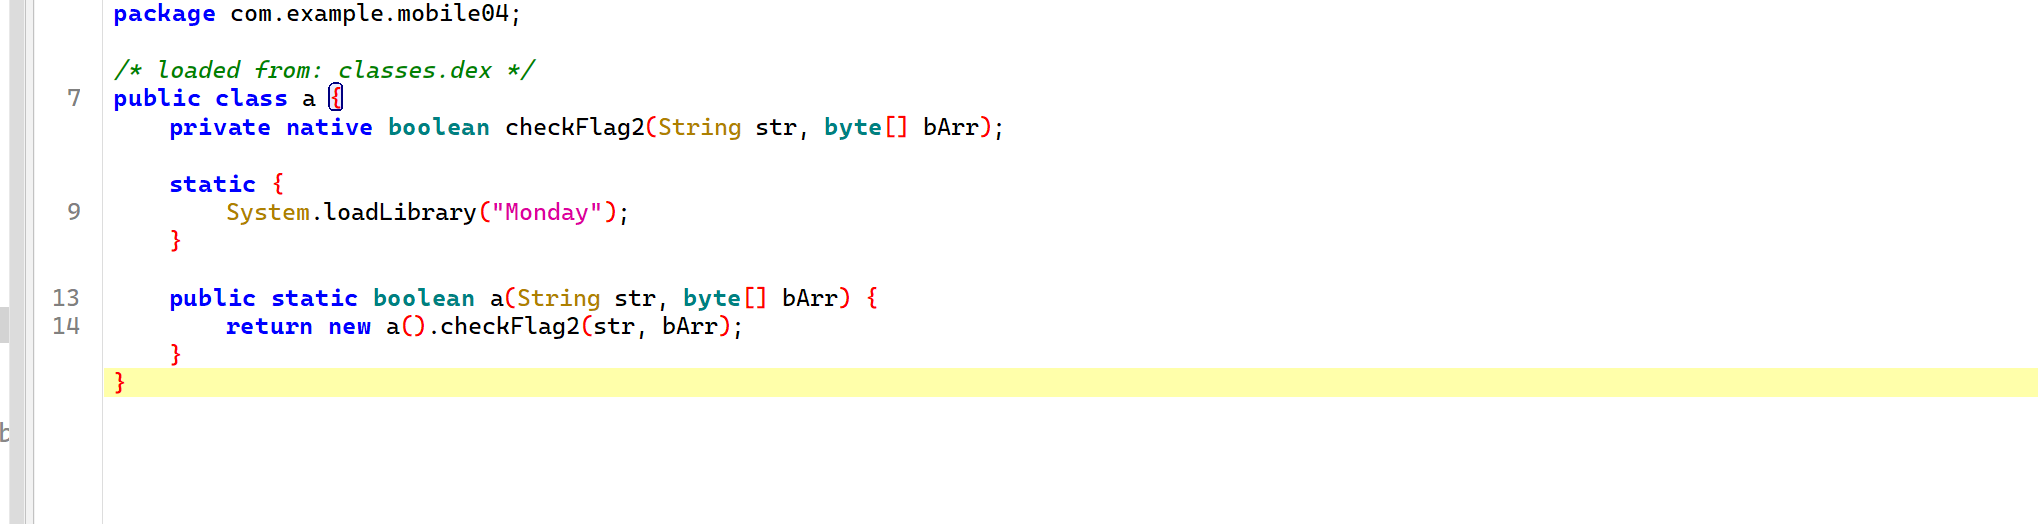 package com.example.mobile04;
/* loaded from: classes.dex */
7 public class a {
private native boolean checkFlag2(String str, byte[] bArr);
static {
9 System.loadLibrary("Monday");
}
13 public static boolean a(String str, byte[] bArr) {
14 return new a().checkFlag2(str, bArr);
}
}